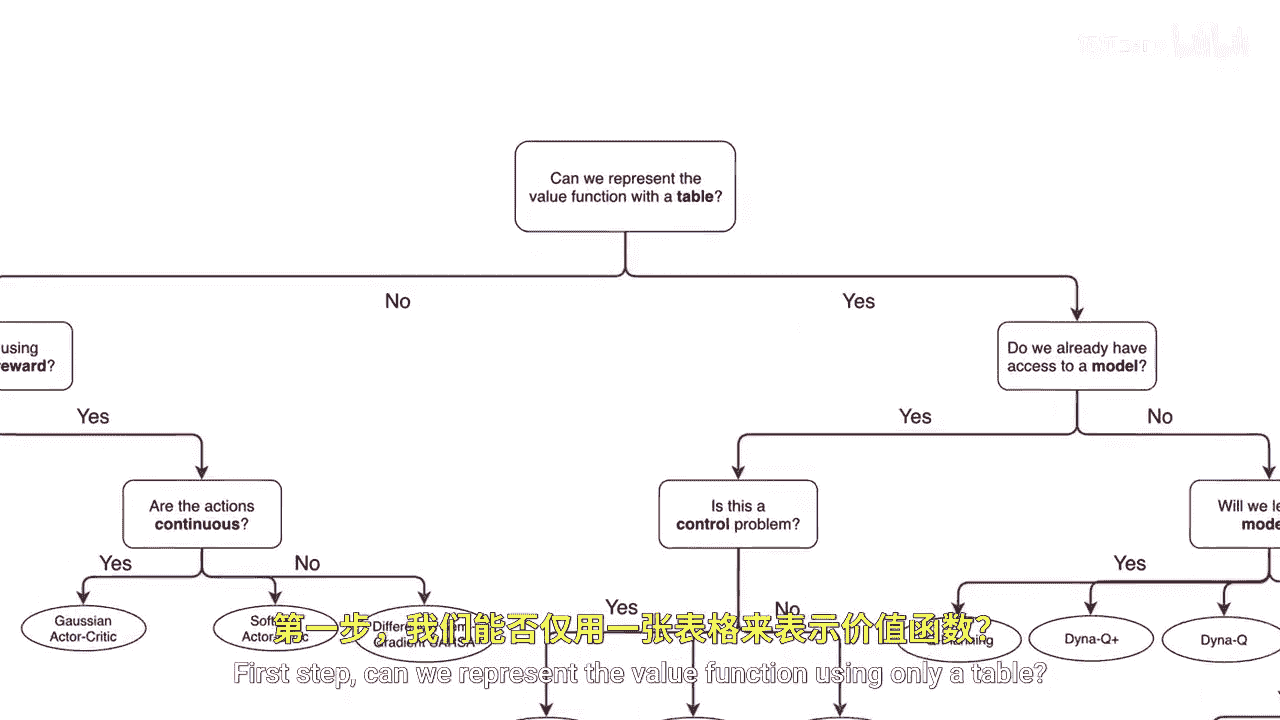 Can we represent the
value function with a table?
No
Yes
using
reward?
Do we already have
access to a model?
Yes
Yes
No
Are the actions
continuous?
Is this a
control problem?
Will we
model
Yes
No
Yes
Yes
No
Gaussian
Actor-Critic
Dyna-Q+
Dyna-Q
第一步，我们能否仅用一张表格来表示价值函数？
First step, can we represent the value function using only a table?